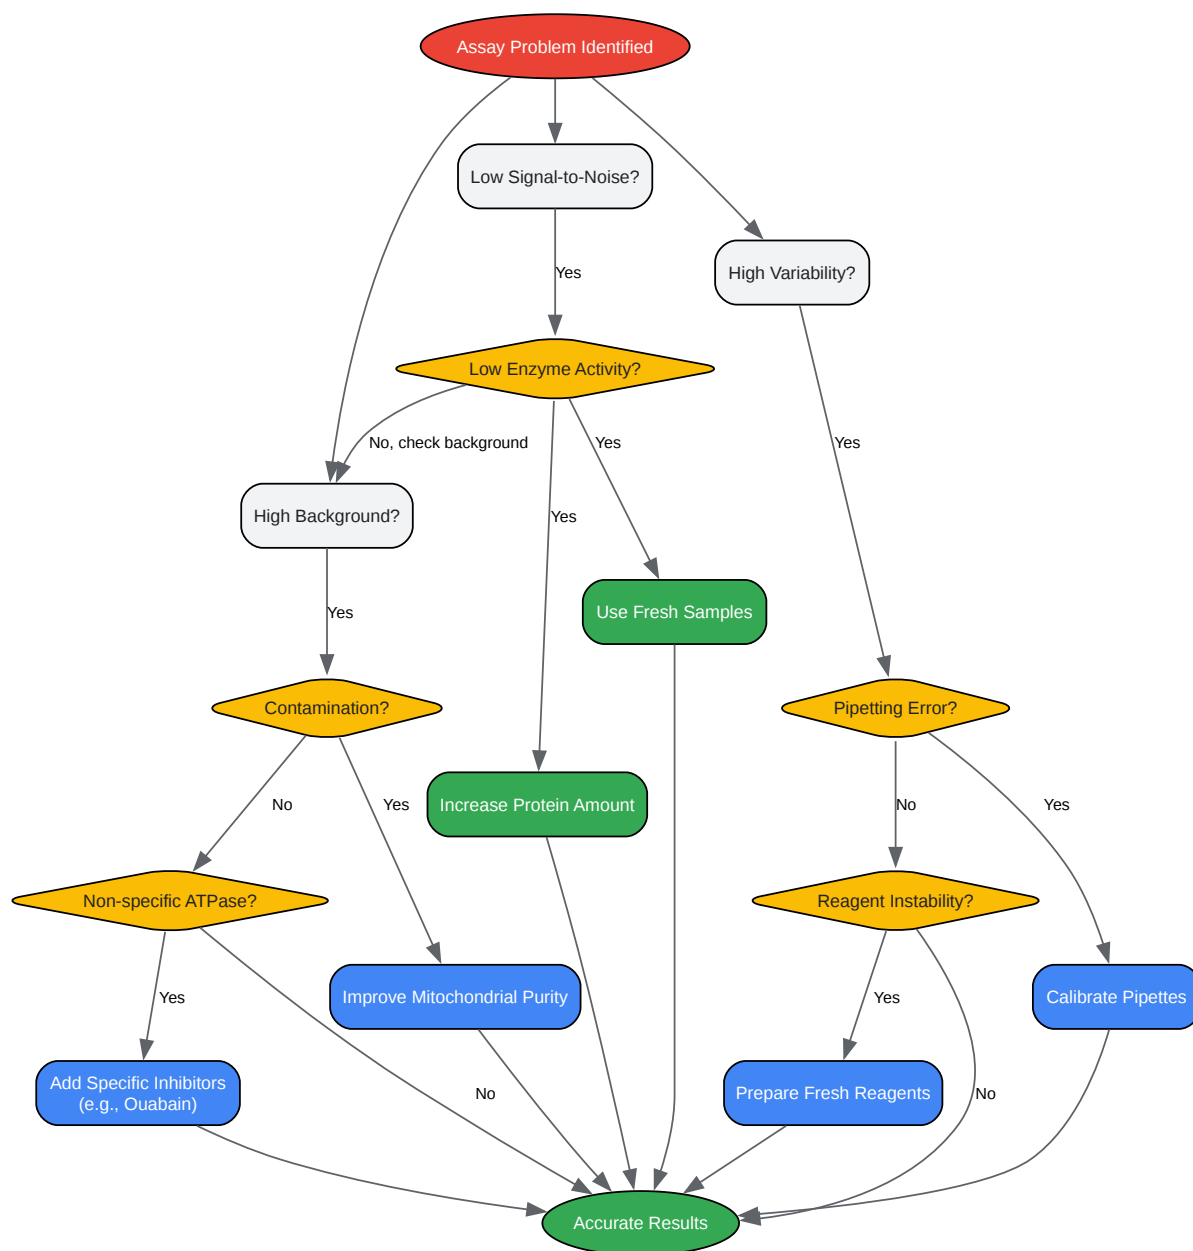 Assay Problem Identified
Low Signal-to-Noise?
High Variability?
Yes
Low Enzyme Activity?
No, check background
Yes
Yes
High Background?
Yes
Use Fresh Samples
Yes
Contamination?
Pipetting Error?
No
Yes
Increase Protein Amount
No
Yes
Non-specific ATPase?
Reagent Instability?
Yes
Improve Mitochondrial Purity
Yes
Calibrate Pipettes
Add Specific Inhibitors
(e.g., Ouabain)
No
Prepare Fresh Reagents
No
Accurate Results